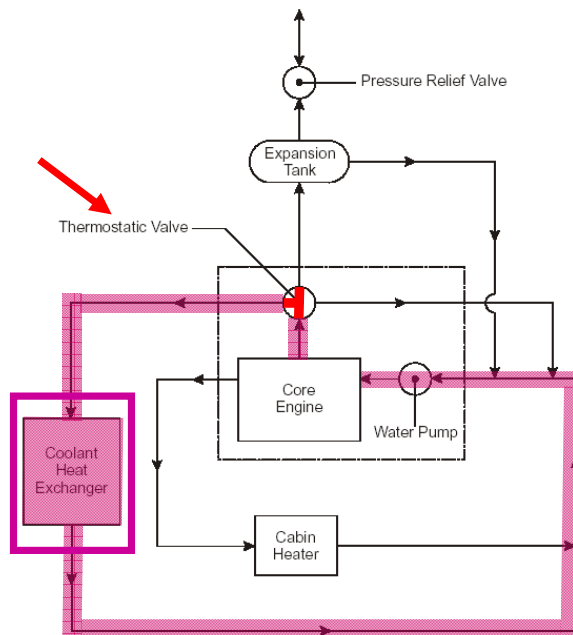 Pressure Relief Valve
Expansion
Tank
Thermostatic Valve
Core
Engine
Water Pump
Coolant
Heat
Exchanger
Cabin
Heater